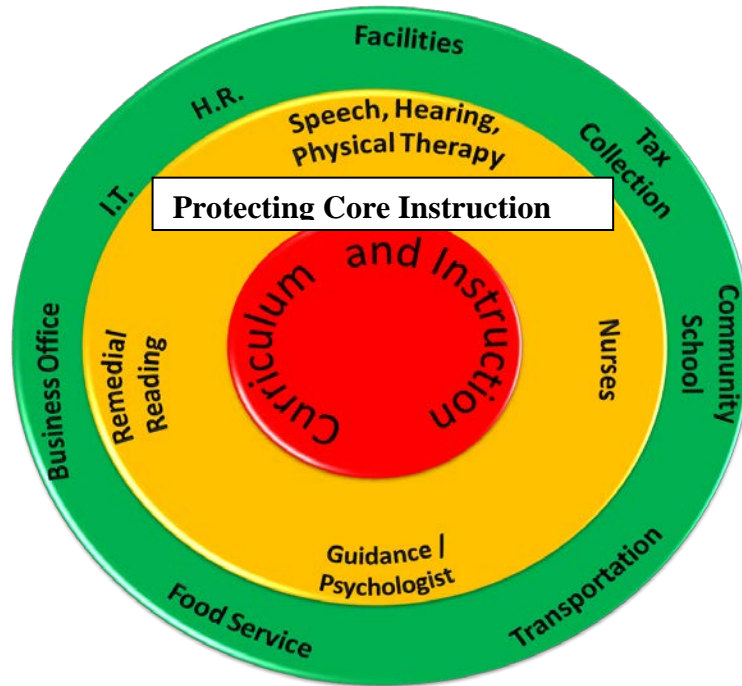 Facilities
H.R.
Speech, Hearing,
Physical Therapy
Tax
Collection
I.T.
Protecting Core Instruction
Curriculum and Instruction
Community
School
Business Office
Remedial
Reading
Nurses
Guidance /
Psychologist
Food Service
Transportation